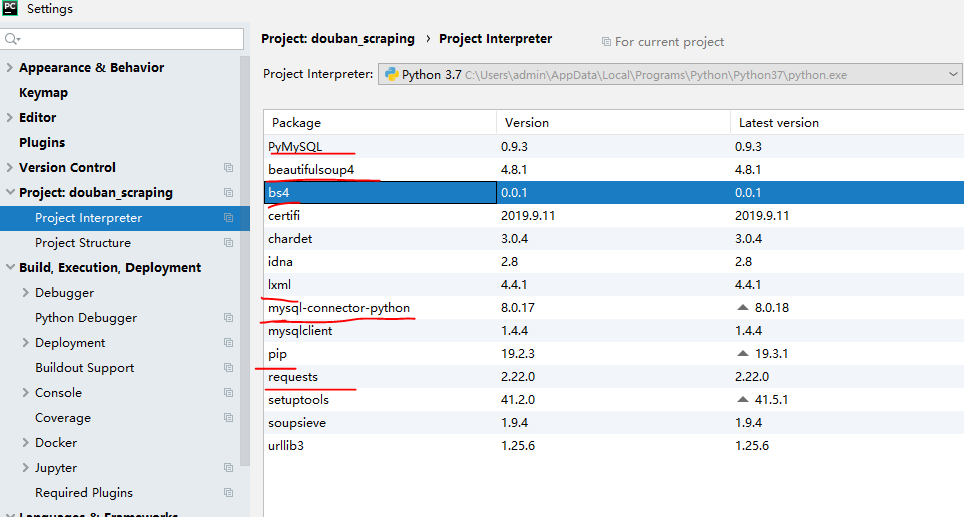 PC Settings
Project: douban_scraping › Project Interpreter For current project
Project Interpreter: Python 3.7 C:\Users\admin\AppData\Local\Programs\Python\Python37\python.exe
Appearance & Behavior
Keymap
Editor
Plugins
Version Control
Project: douban_scraping
Project Interpreter
Project Structure
Build, Execution, Deployment
Debugger
Python Debugger
Deployment
Buildout Support
Console
Coverage
Docker
Jupyter
Required Plugins
Languages & Frameworks
Package Version Latest version
PyMySQL 0.9.3 0.9.3
beautifulsoup4 4.8.1 4.8.1
bs4 0.0.1 0.0.1
certifi 2019.9.11 2019.9.11
chardet 3.0.4 3.0.4
idna 2.8 2.8
lxml 4.4.1 4.4.1
mysql-connector-python 8.0.17 8.0.18
mysqlclient 1.4.4 1.4.4
pip 19.2.3 19.3.1
requests 2.22.0 2.22.0
setuptools 41.2.0 41.5.1
soupsieve 1.9.4 1.9.4
urllib3 1.25.6 1.25.6